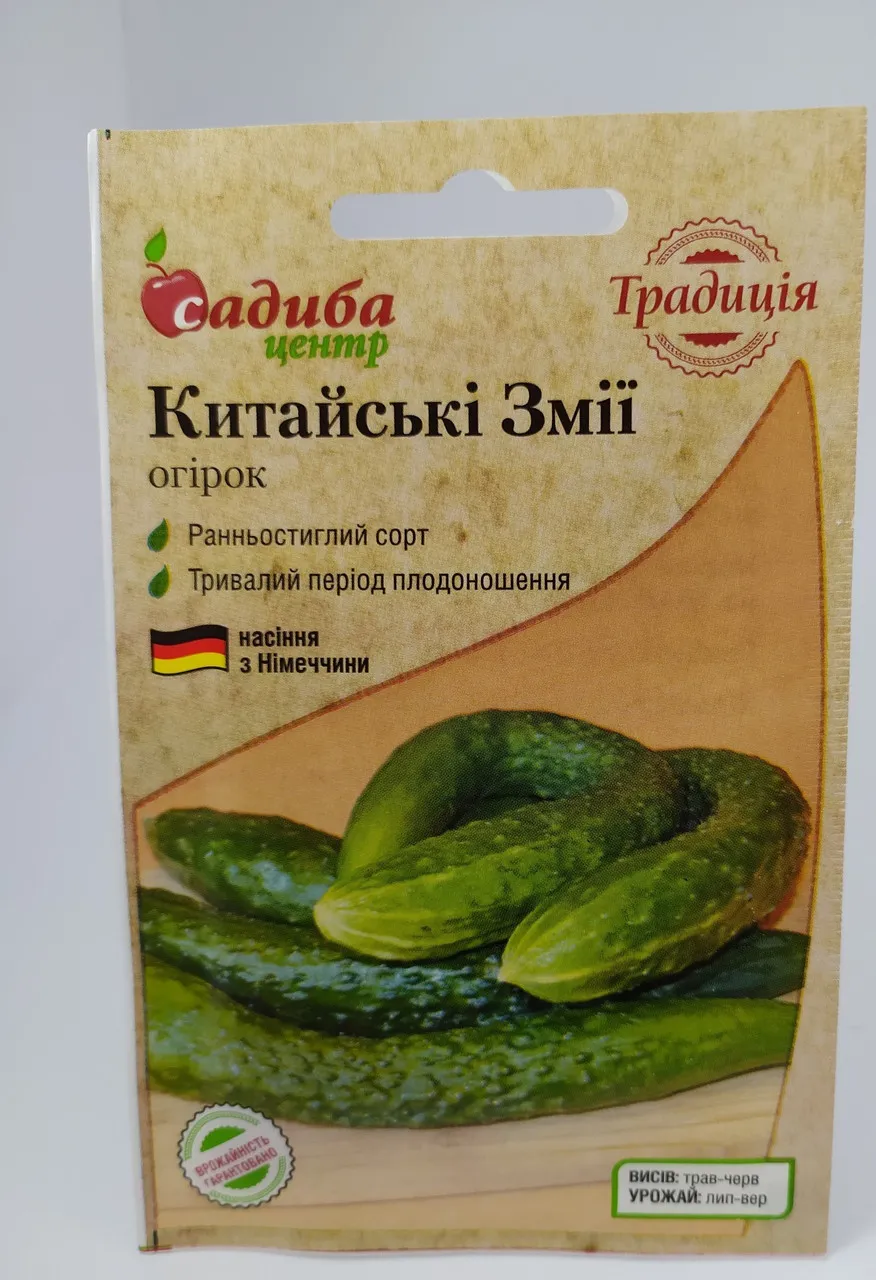 садиба
центр
Традиція
Китайські Змії
огірок
Ранньостиглий сорт
Тривалий період плодоношення
насіння
з Німеччини
ВРОЖАЙНІСТЬ
ГАРАНТОВАНО
ВИСІВ: трав-черв
УРОЖАЙ: лип-вер